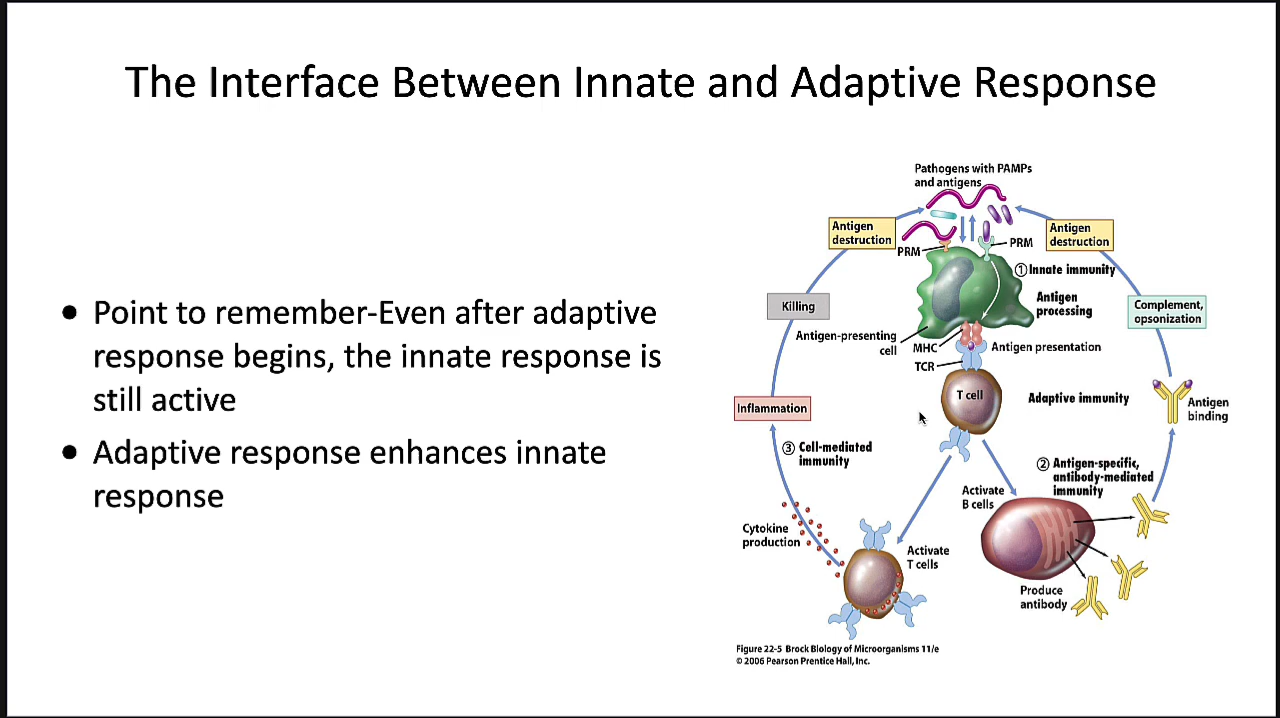 The Interface Between Innate and Adaptive Response
• Point to remember-Even after adaptive
response begins, the innate response is
still active
• Adaptive response enhances innate
response
Pathogens with PAMPs
and antigens
Antigen
destruction
Antigen
destruction
PRM
PRM
① Innate immunity
Antigen
processing
Killing
Complement,
opsonization
Antigen-presenting
cell
MHC
Antigen presentation
TCR
T cell
Adaptive immunity
Antigen
binding
Inflammation
③ Cell-mediated
immunity
② Antigen-specific,
antibody-mediated
immunity
Activate
B cells
Cytokine
production
Activate
T cells
Produce
antibody
Figure 22-5 Brock Biology of Microorganisms 11/e
© 2006 Pearson Prentice Hall, Inc.